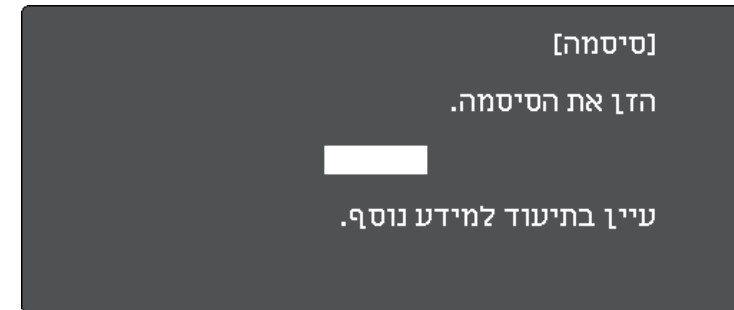 [סיסמה]
הזן את הסיסמה.
עיין בתיעוד למידע נוסף.